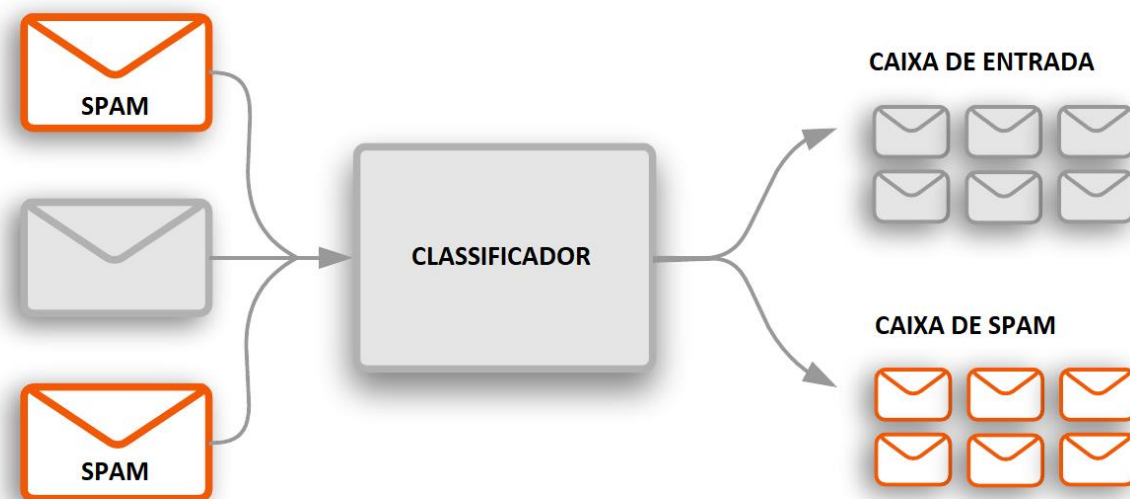 SPAM
CLASSIFICADOR
SPAM
CAIXA DE ENTRADA
CAIXA DE SPAM